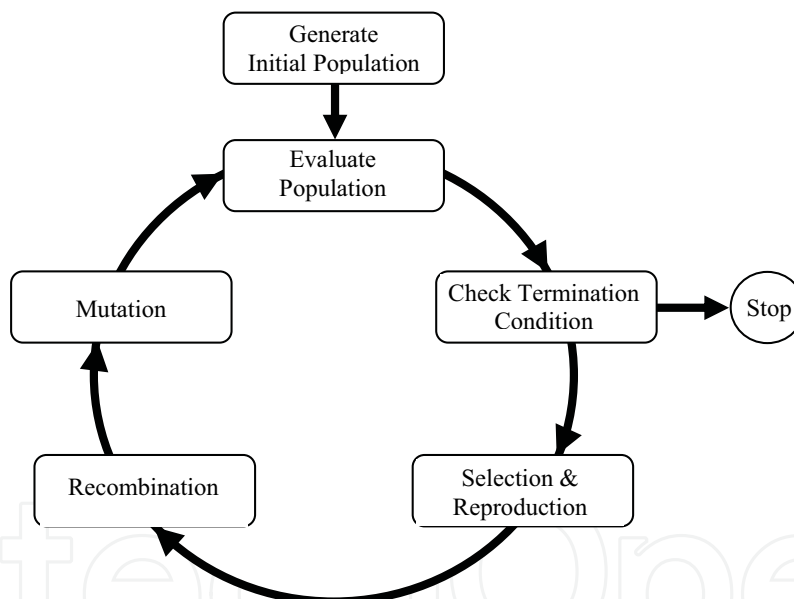 Generate
Initial Population
Evaluate
Population
Check Termination
Condition
Stop
Mutation
Recombination
Selection &
Reproduction